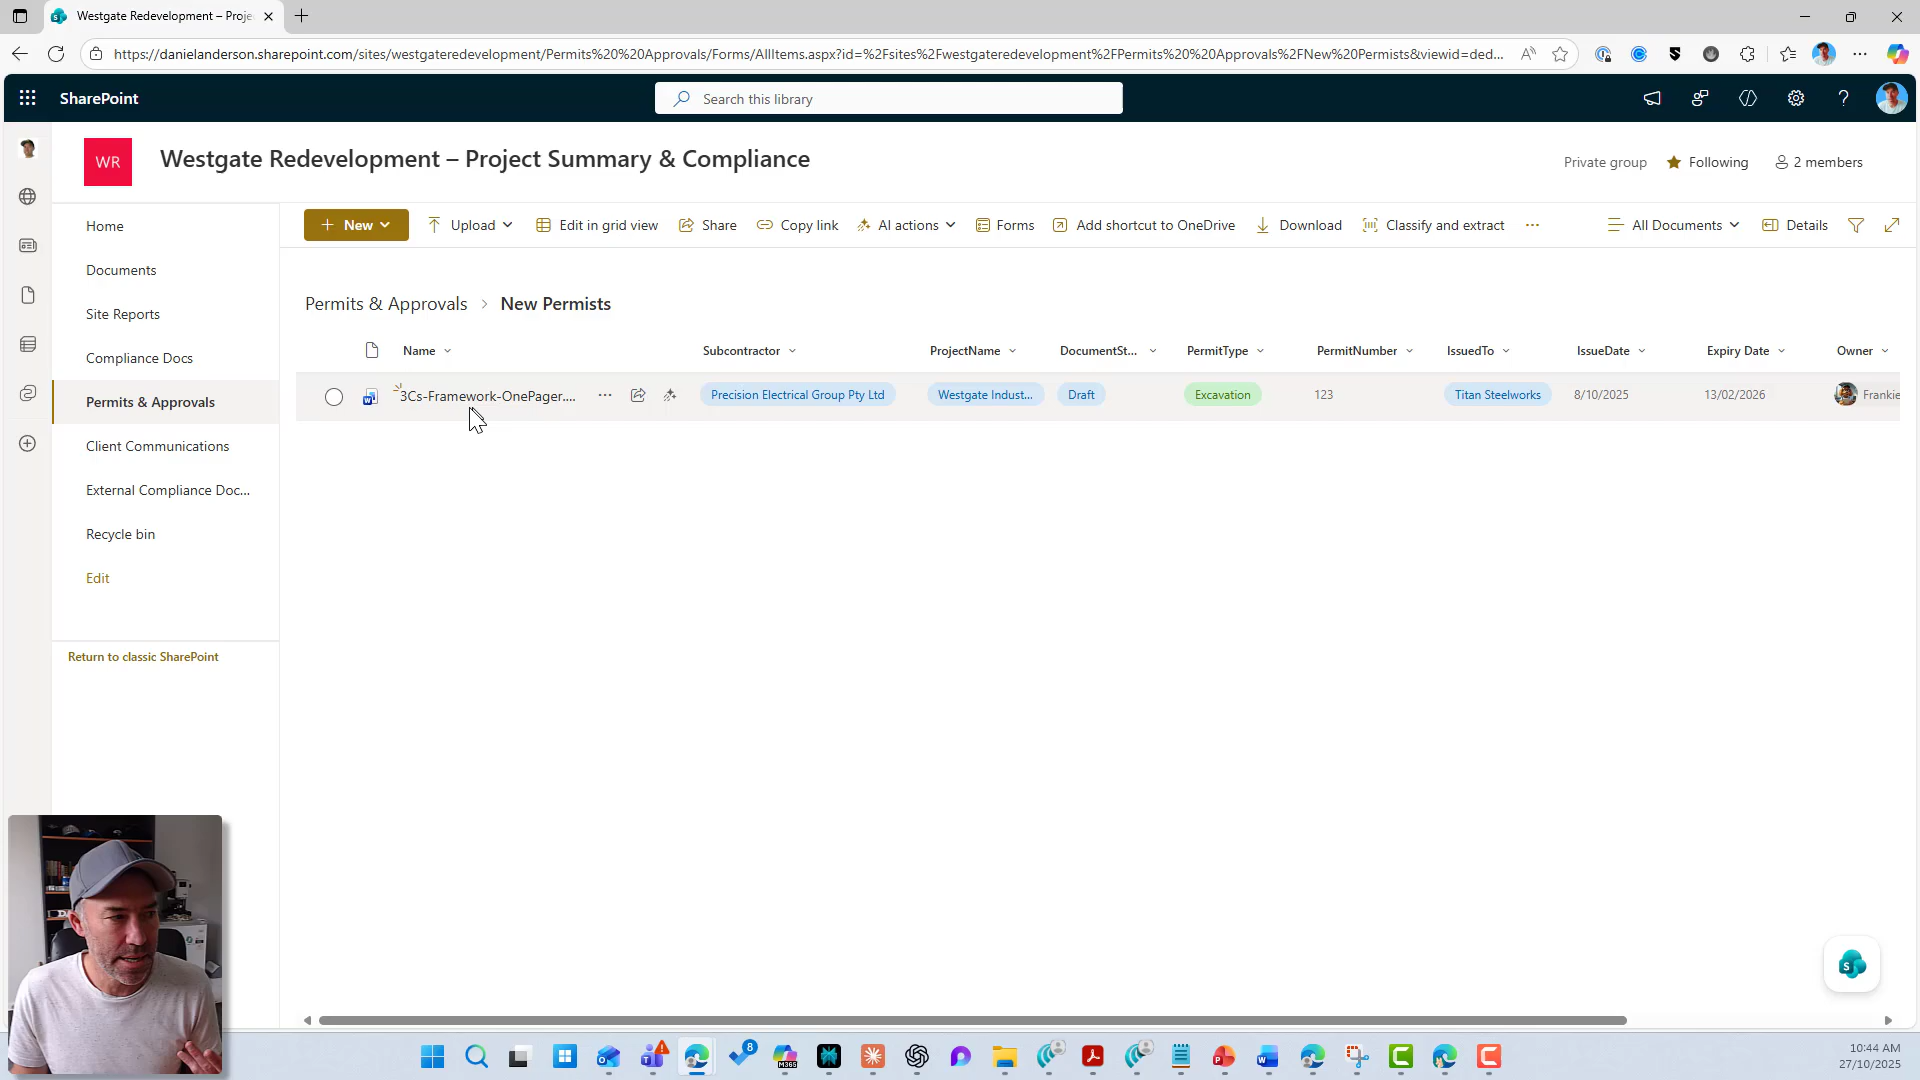 Westgate Redevelopment – Proje
https://danielanderson.sharepoint.com/sites/westgateredevelopment/Permits%20%20Approvals/Forms/AllItems.aspx?id=%2Fsites%2Fwestgateredevelopment%2FPermits%20%20Approvals%2FNew%20Permists&viewid=ded...
SharePoint
Search this library
WR
Westgate Redevelopment – Project Summary & Compliance
Private group
Following
2 members
Home
Documents
Site Reports
Compliance Docs
Permits & Approvals
Client Communications
External Compliance Doc...
Recycle bin
Edit
Return to classic SharePoint
New
Upload
Edit in grid view
Share
Copy link
AI actions
Forms
Add shortcut to OneDrive
Download
Classify and extract
All Documents
Details
Permits & Approvals > New Permists
Name
Subcontractor
ProjectName
DocumentSt...
PermitType
PermitNumber
IssuedTo
IssueDate
Expiry Date
Owner
3Cs-Framework-OnePager....
Precision Electrical Group Pty Ltd
Westgate Indust...
Draft
Excavation
123
Titan Steelworks
8/10/2025
13/02/2026
Frankie
8
M365
10:44 AM
27/10/2025